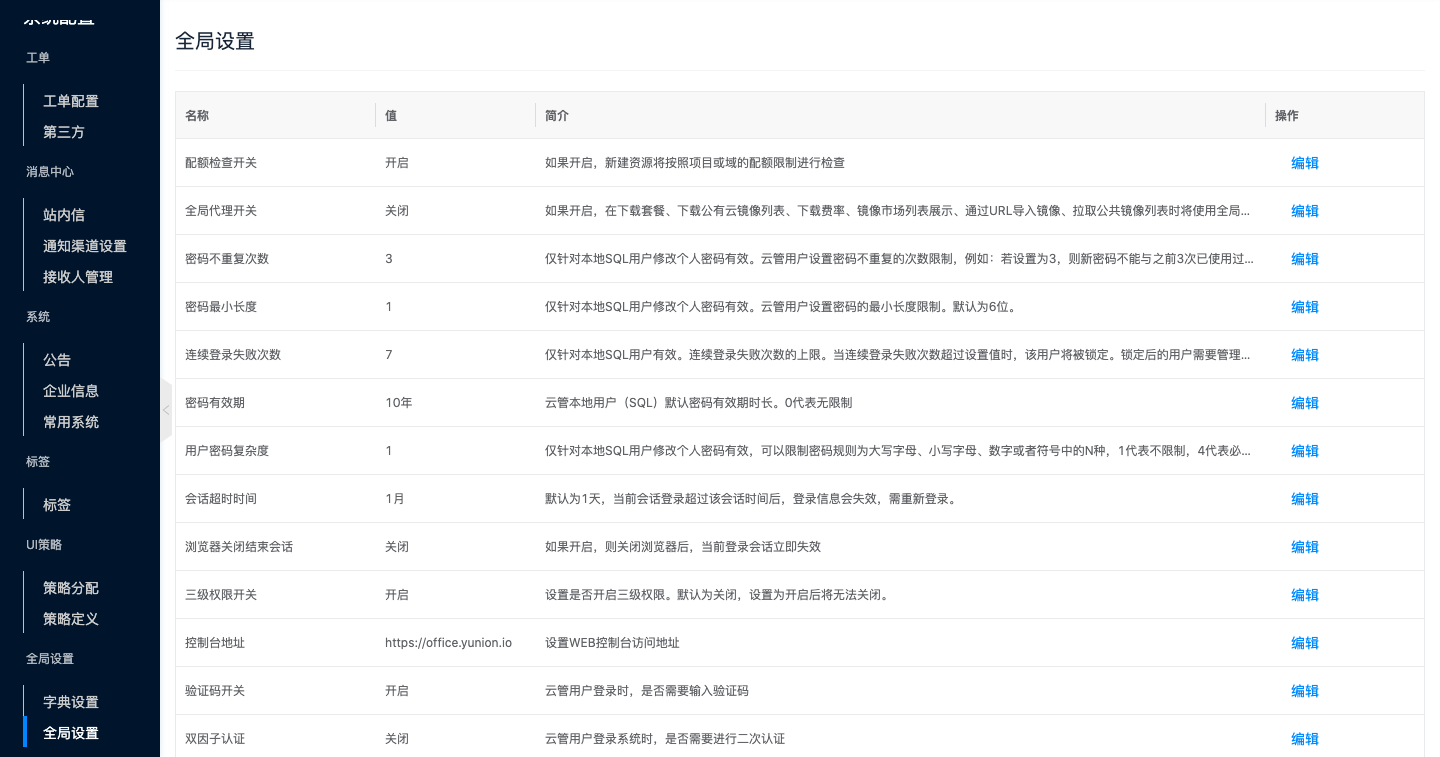 系统配置
工单
工单配置
第三方
消息中心
站内信
通知渠道设置
接收人管理
系统
公告
企业信息
常用系统
标签
标签
UI策略
策略分配
策略定义
全局设置
字典设置
全局设置
全局设置
名称 值 简介 操作
配额检查开关 开启 如果开启，新建资源将按照项目或域的配额限制进行检查 编辑
全局代理开关 关闭 如果开启，在下载套餐、下载公有云镜像列表、下载费率、镜像市场列表展示、通过URL导入镜像、拉取公共镜像列表时将使用全局... 编辑
密码不重复次数 3 仅针对本地SQL用户修改个人密码有效。云管用户设置密码不重复的次数限制，例如：若设置为3，则新密码不能与之前3次已使用过... 编辑
密码最小长度 1 仅针对本地SQL用户修改个人密码有效。云管用户设置密码的最小长度限制。默认为6位。 编辑
连续登录失败次数 7 仅针对本地SQL用户有效。连续登录失败次数的上限。当连续登录失败次数超过设置值时，该用户将被锁定。锁定后的用户需要管理... 编辑
密码有效期 10年 云管本地用户（SQL）默认密码有效期时长。0代表无限制 编辑
用户密码复杂度 1 仅针对本地SQL用户修改个人密码有效，可以限制密码规则为大写字母、小写字母、数字或者符号中的N种，1代表不限制，4代表必... 编辑
会话超时时间 1月 默认为1天，当前会话登录超过该会话时间后，登录信息会失效，需重新登录。 编辑
浏览器关闭结束会话 关闭 如果开启，则关闭浏览器后，当前登录会话立即失效 编辑
三级权限开关 开启 设置是否开启三级权限。默认为关闭，设置为开启后将无法关闭。 编辑
控制台地址 https://office.yunion.io 设置WEB控制台访问地址 编辑
验证码开关 开启 云管用户登录时，是否需要输入验证码 编辑
双因子认证 关闭 云管用户登录系统时，是否需要进行二次认证 编辑